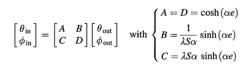 [θin ϕin] = [A B C D] [θout ϕout] with { A = D = cosh(αe)
B = 1/λSα sinh(αe)
C = λSα sinh(αe)